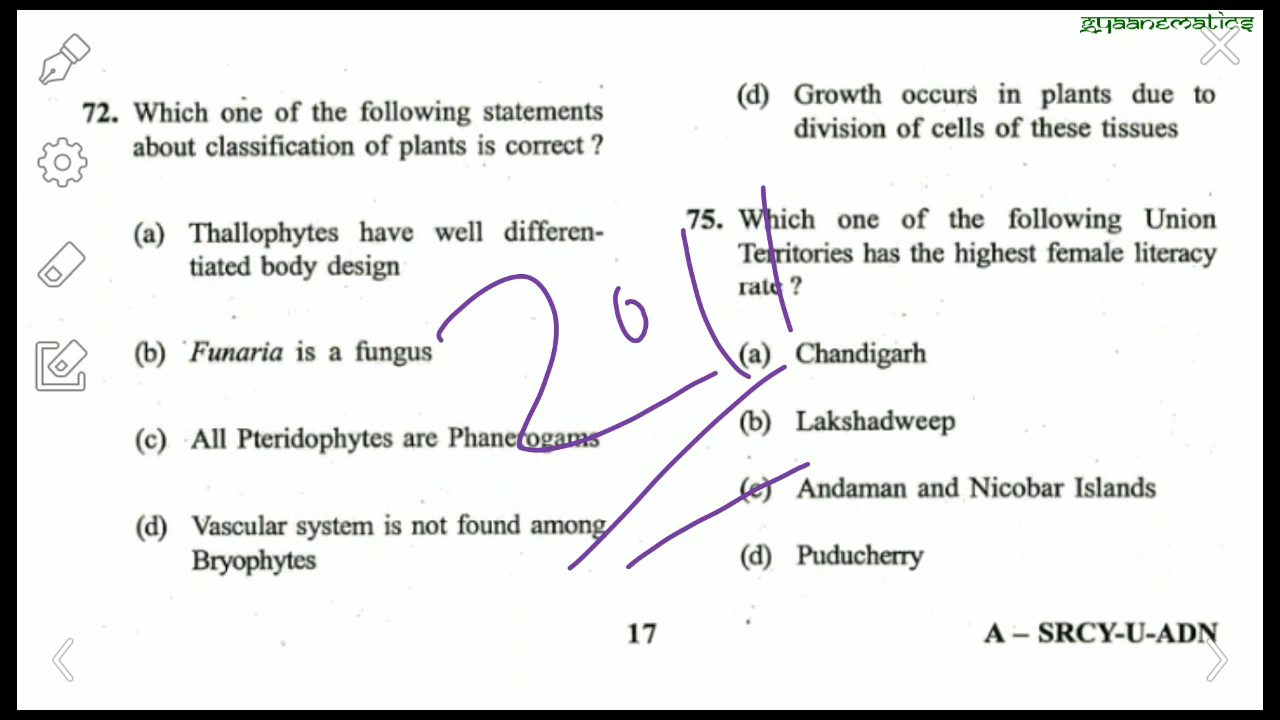 gyaanematics
72. Which one of the following statements
about classification of plants is correct ?
(a) Thallophytes have well differen-
tiated body design
(b) Funaria is a fungus
(c) All Pteridophytes are Phanerogams
(d) Vascular system is not found among
Bryophytes
(d) Growth occurs in plants due to
division of cells of these tissues
75. Which one of the following Union
Territories has the highest female literacy
rate ?
(a) Chandigarh
(b) Lakshadweep
(c) Andaman and Nicobar Islands
(d) Puducherry
2011
17
A – SRCY-U-ADN